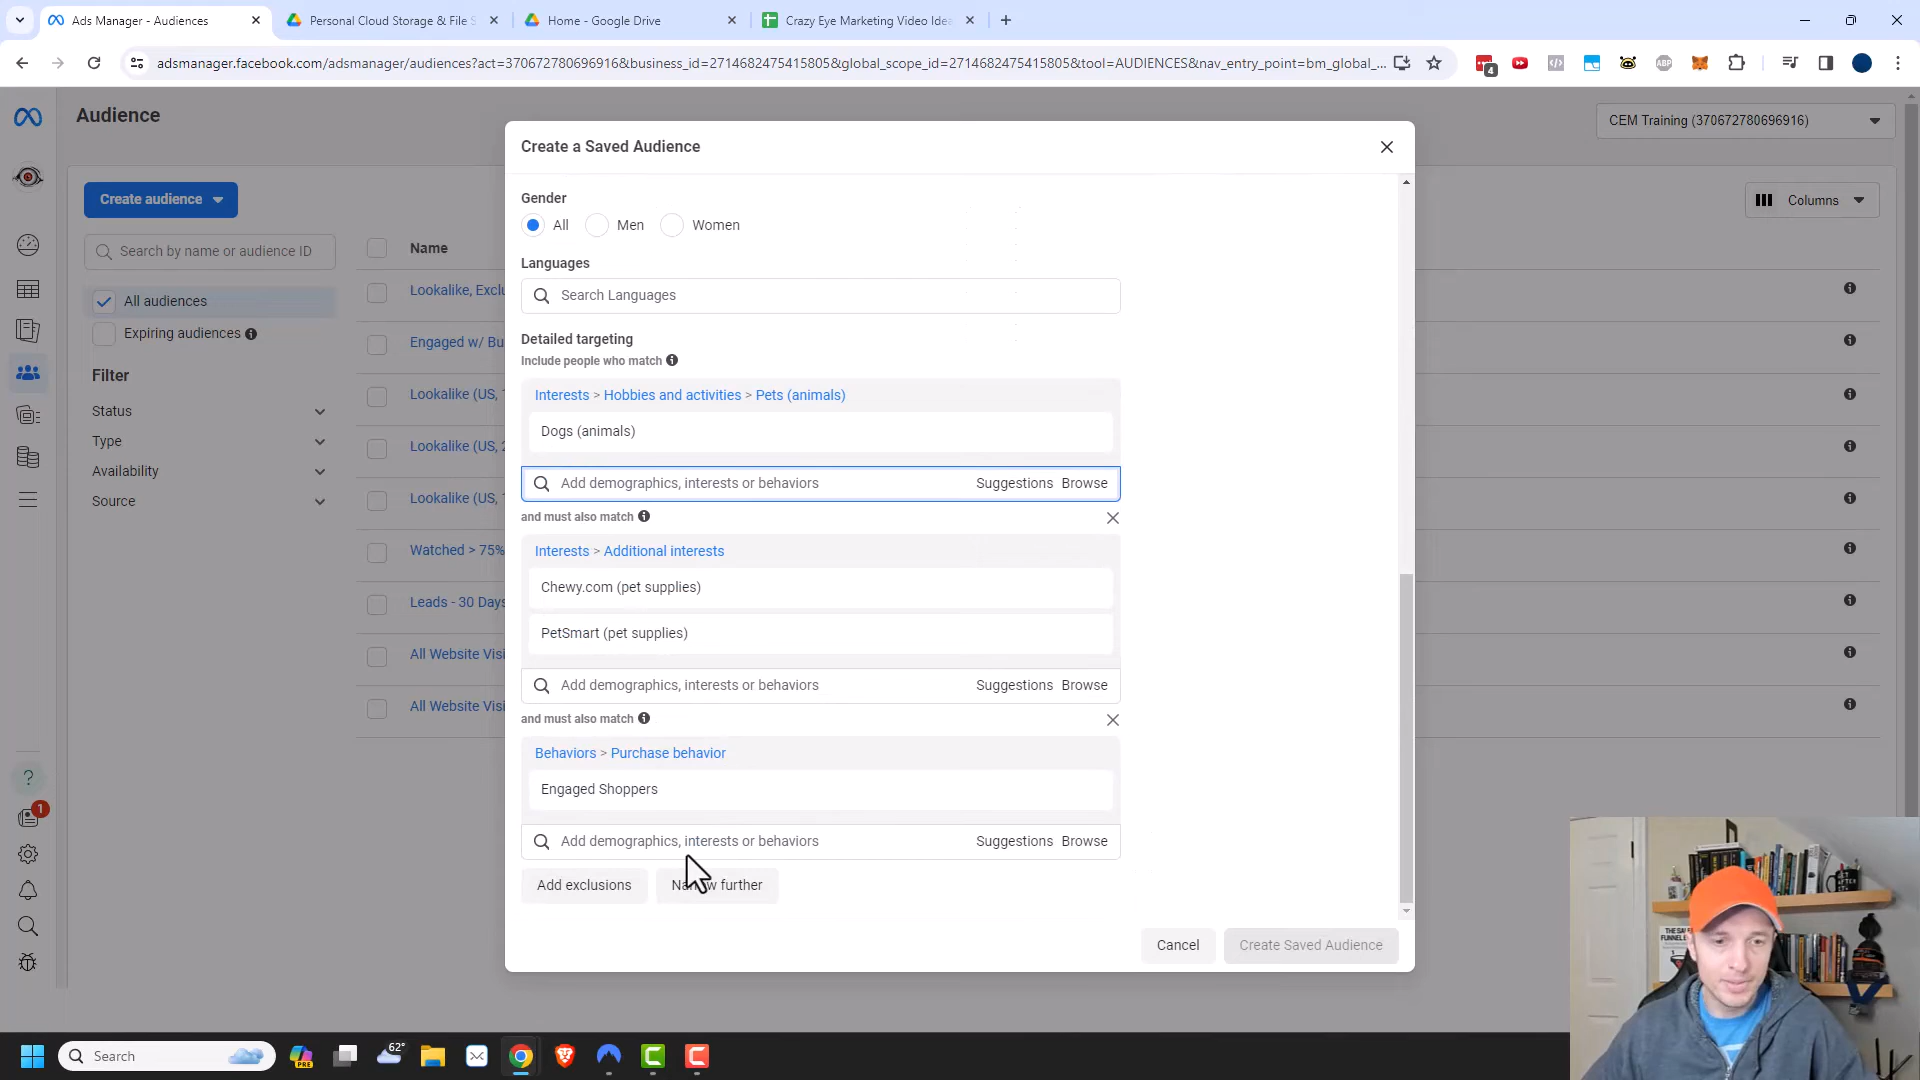 Ads Manager - Audiences
Personal Cloud Storage & File S
Home - Google Drive
Crazy Eye Marketing Video Idea
adsmanager.facebook.com/adsmanager/audiences?act=370672780696916&business_id=2714682475415805&global_scope_id=2714682475415805&tool=AUDIENCES&nav_entry_point=bm_global_...
4
ABP
Audience
CEM Training (370672780696916)
Create audience
Columns
Search by name or audience ID
Name
All audiences
Expiring audiences
Filter
Status
Type
Availability
Source
Lookalike, Exclu
Engaged w/ Bu
Lookalike (US, 1
Lookalike (US, 2
Lookalike (US, 1
Watched > 75%
Leads - 30 Days
All Website Visi
All Website Visi
Create a Saved Audience
Gender
All
Men
Women
Languages
Search Languages
Detailed targeting
Include people who match
Interests > Hobbies and activities > Pets (animals)
Dogs (animals)
Add demographics, interests or behaviors Suggestions Browse
and must also match
Interests > Additional interests
Chewy.com (pet supplies)
PetSmart (pet supplies)
Add demographics, interests or behaviors Suggestions Browse
and must also match
Behaviors > Purchase behavior
Engaged Shoppers
Add demographics, interests or behaviors Suggestions Browse
Add exclusions
further
Cancel
Create Saved Audience
1
Search
PRE
62°